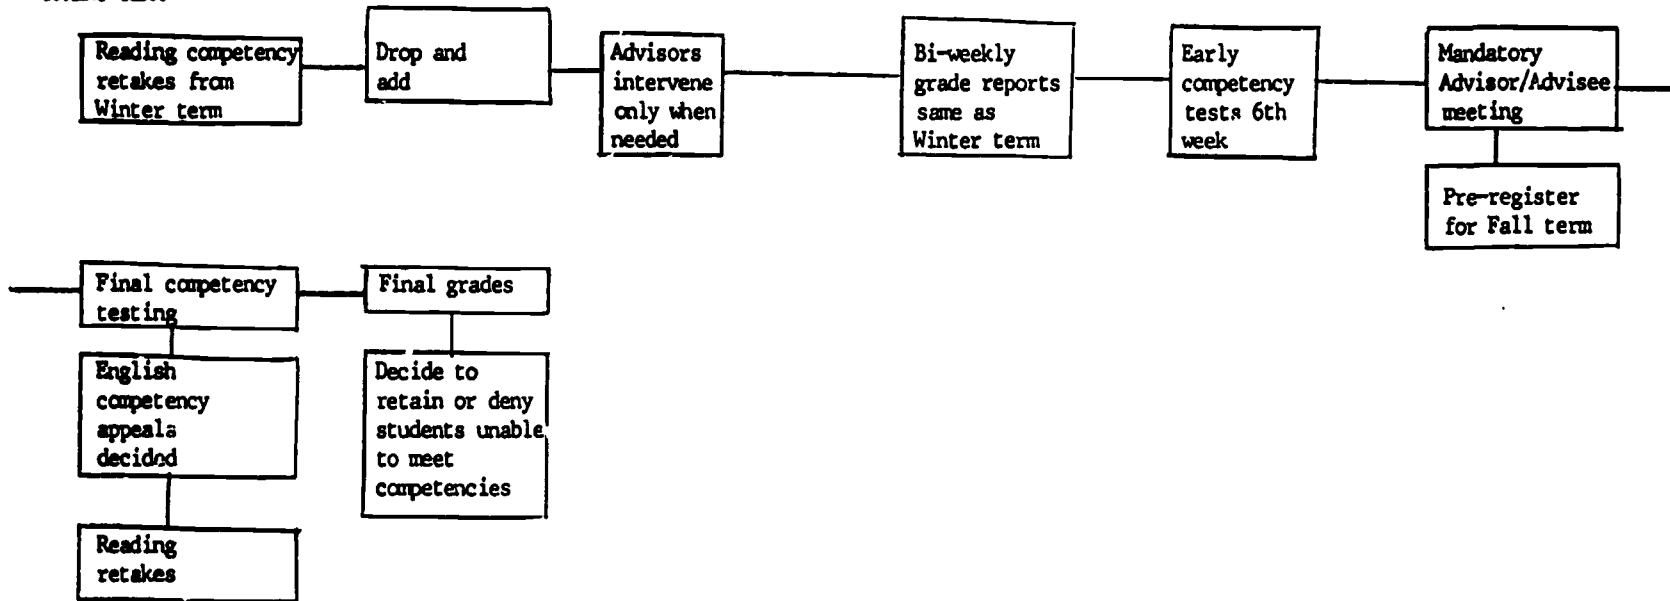 Reading competency
retakes from
Winter term
Drop and
add
Advisors
intervene
only when
needed
Bi-weekly
grade reports
same as
Winter term
Early
competency
tests 6th
week
Mandatory
Advisor/Advisee
meeting
Pre-register
for Fall term
Final competency
testing
English
competency
appeals
decided
Reading
retakes
Final grades
Decide to
retain or deny
students unable
to meet
competencies